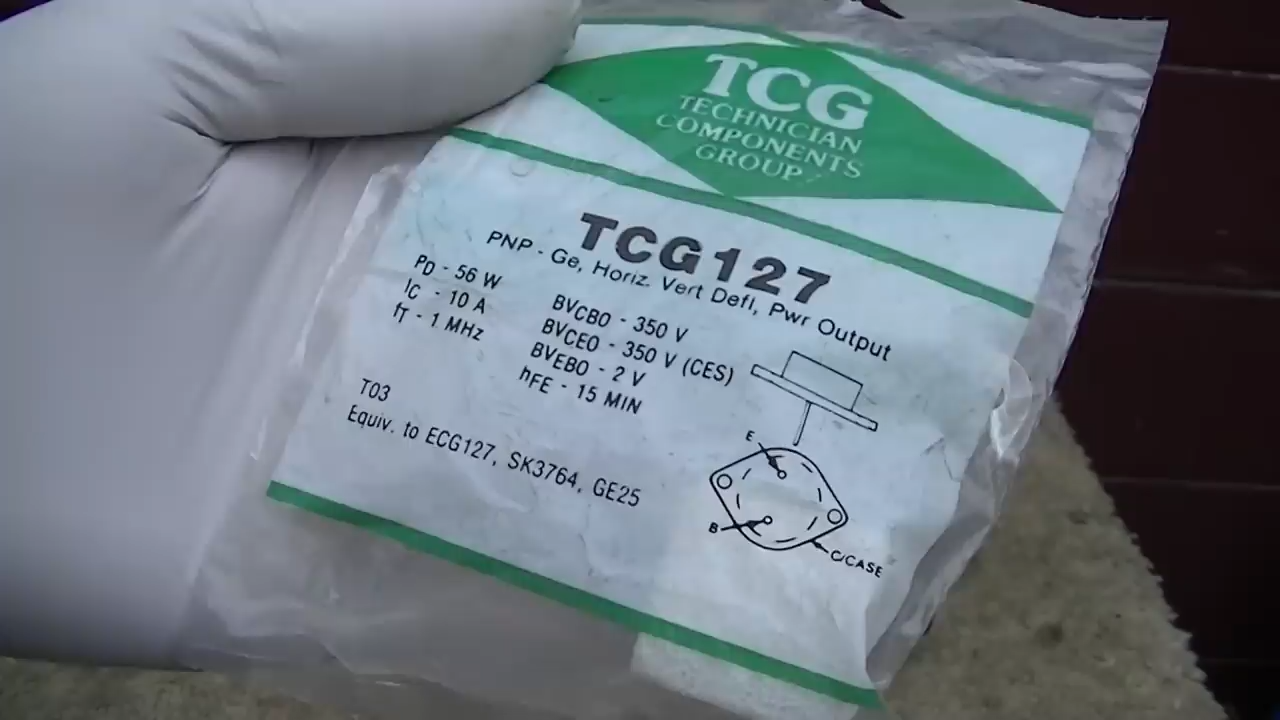 TCG
TECHNICIAN
COMPONENTS
GROUP
TCG127
PNP - Ge, Horiz. Vert Defl, Pwr Output
PD - 56 W
IC - 10 A
fT - 1 MHz
BVCBO - 350 V
BVCEO - 350 V (CES)
BVEBO - 2 V
hFE - 15 MIN
TO3
Equiv. to ECG127, SK3764, GE25
E
B
C/CASE